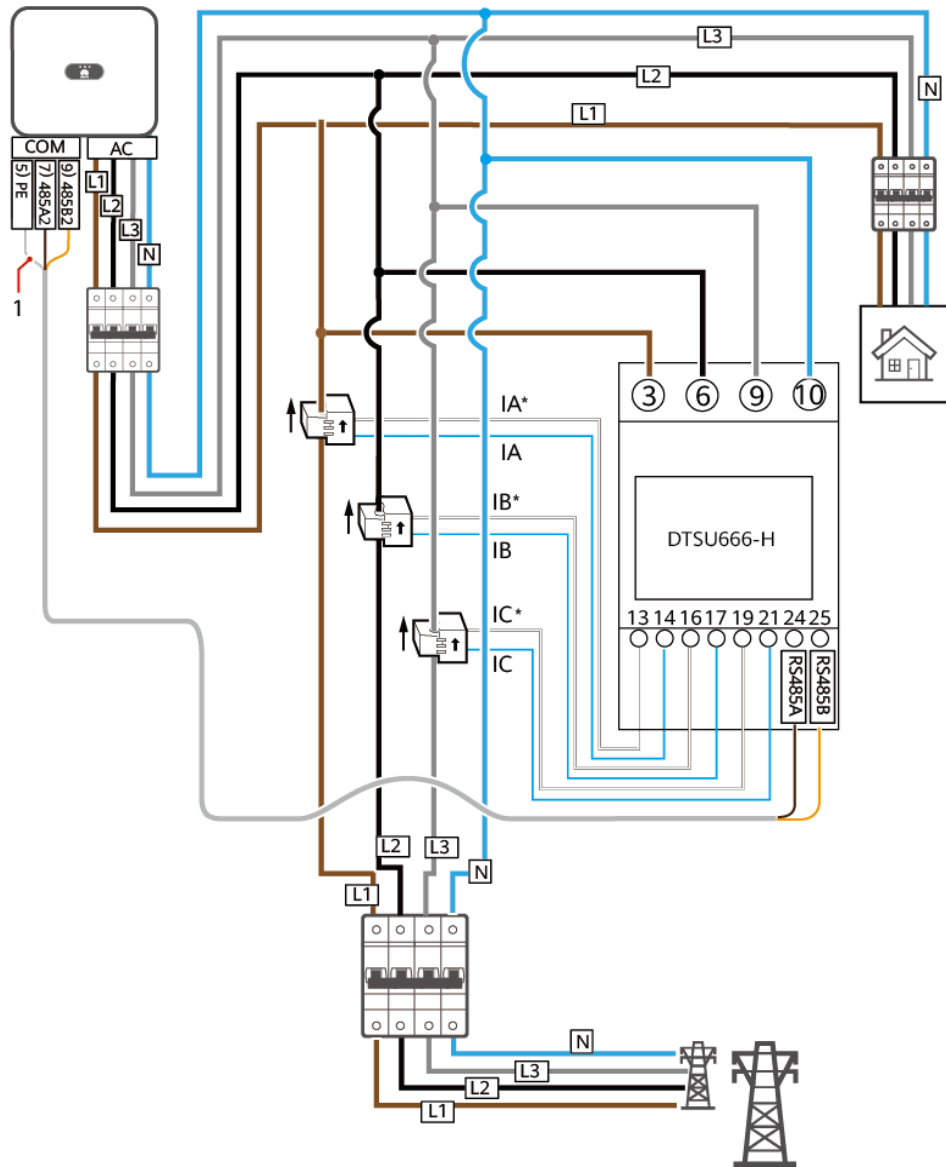 L3
L2
N
L1
COM
AC
5) PE
7) 485A2
9) 485B2
L1
L2
L3
N
1
3
6
9
10
IA*
IA
IB*
IB
IC*
IC
DTSU666-H
13 14 16 17 19 21 24 25
RS485A
RS485B
L2
L3
N
L1
N
L3
L2
L1